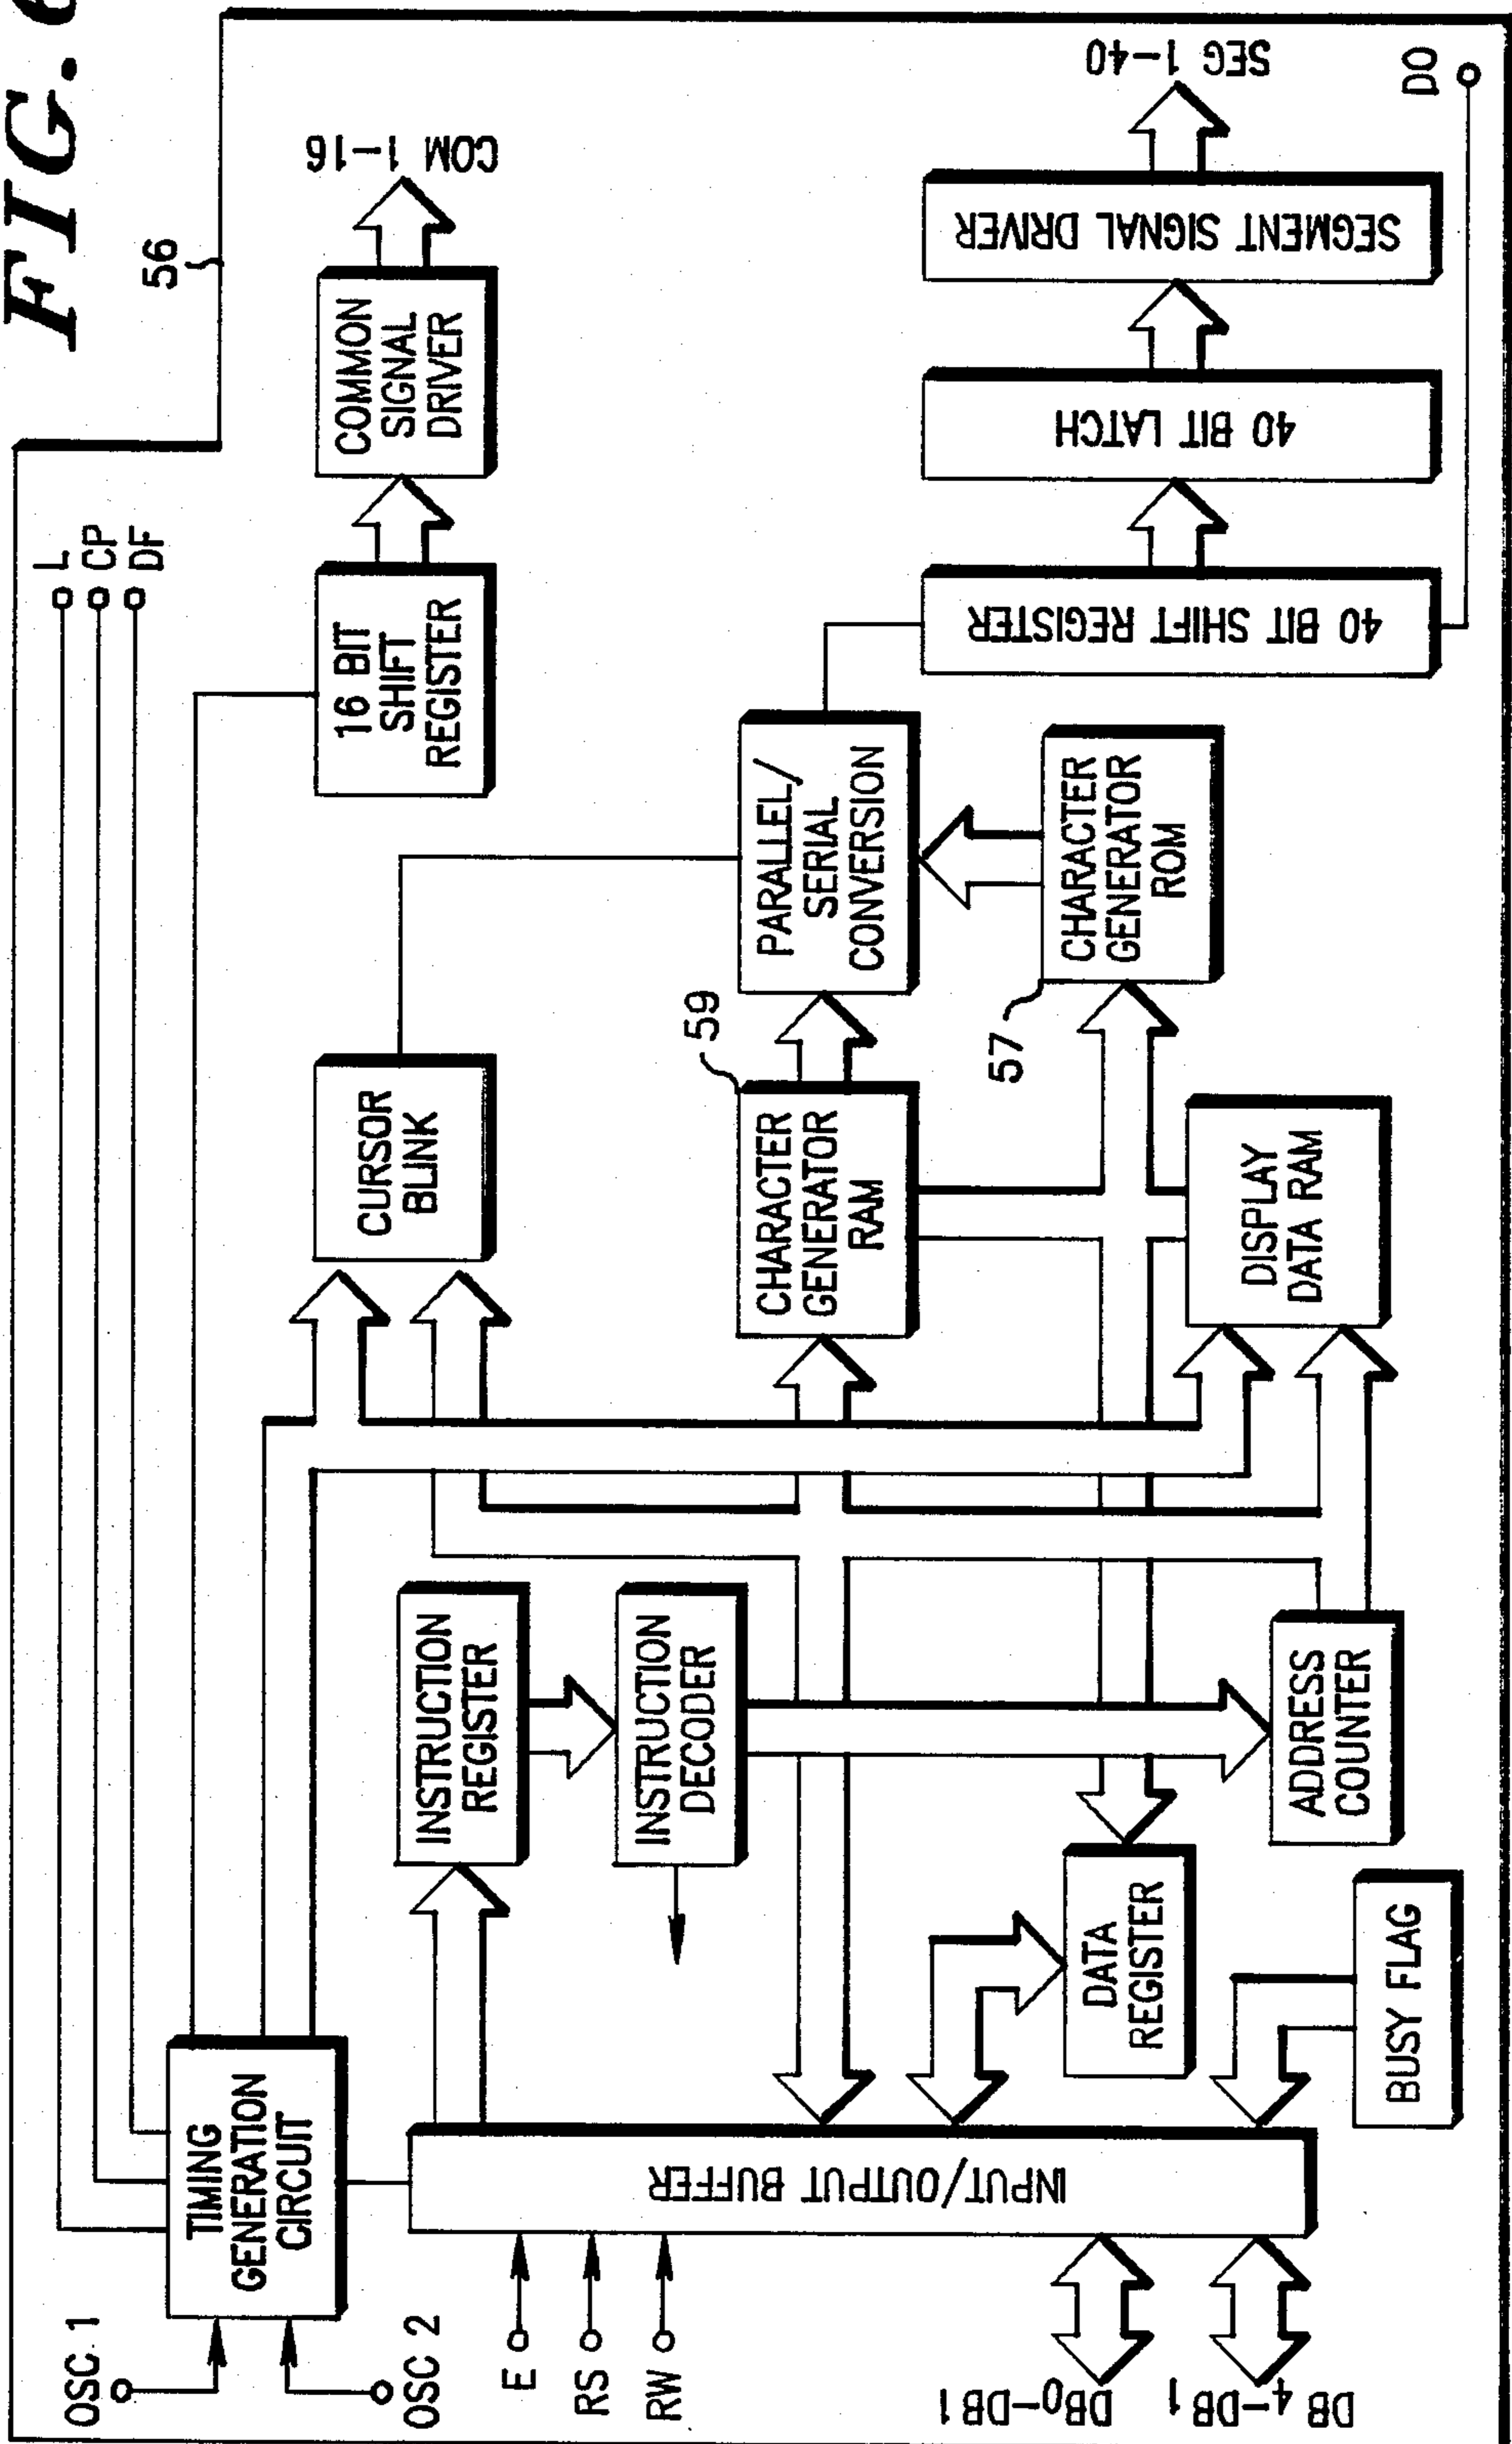 FIG. 6
56
OSC 1
OSC 2
L
CP
DF
TIMING
GENERATION
CIRCUIT
16 BIT
SHIFT
REGISTER
COMMON
SIGNAL
DRIVER
COM 1-16
E
RS
RW
DB0-DB1
DB4-DB1
INPUT/OUTPUT BUFFER
INSTRUCTION
REGISTER
INSTRUCTION
DECODER
CURSOR
BLINK
59
CHARACTER
GENERATOR
RAM
PARALLEL/
SERIAL
CONVERSION
57
CHARACTER
GENERATOR
ROM
DATA
REGISTER
BUSY FLAG
ADDRESS
COUNTER
DISPLAY
DATA RAM
40 BIT SHIFT REGISTER
40 BIT LATCH
SEGMENT SIGNAL DRIVER
SEG 1-40
DO